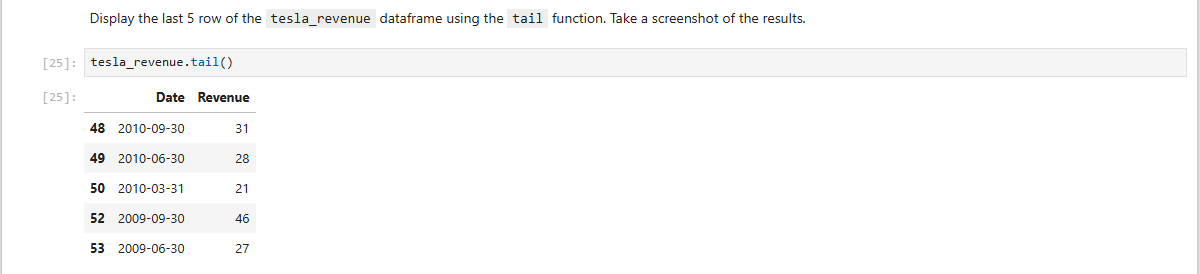 Display the last 5 row of the tesla_revenue dataframe using the tail function. Take a screenshot of the results.
[25]: tesla_revenue.tail()
[25]: Date Revenue
48 2010-09-30 31
49 2010-06-30 28
50 2010-03-31 21
52 2009-09-30 46
53 2009-06-30 27